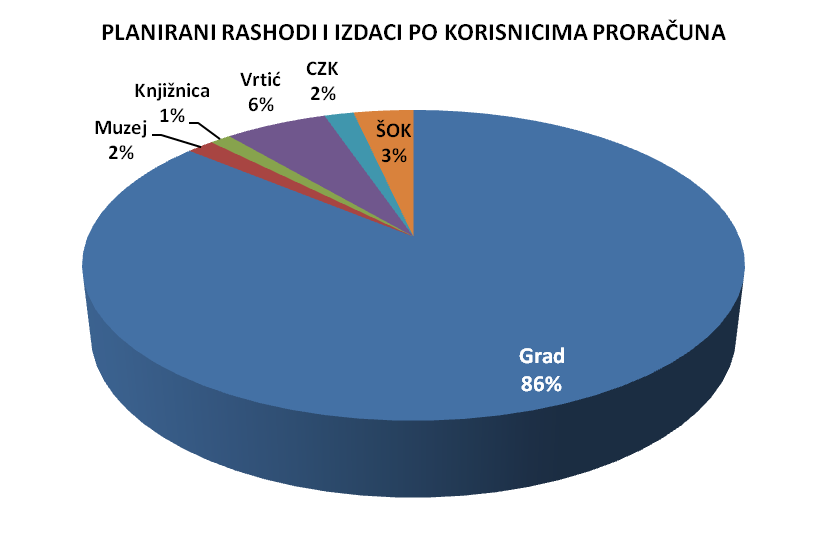 PLANIRANI RASHODI I IZDACI PO KORISNICIMA PRORAČUNA
Muzej
2%
Knjižnica
1%
Vrtić
6%
CZK
2%
ŠOK
3%
Grad
86%